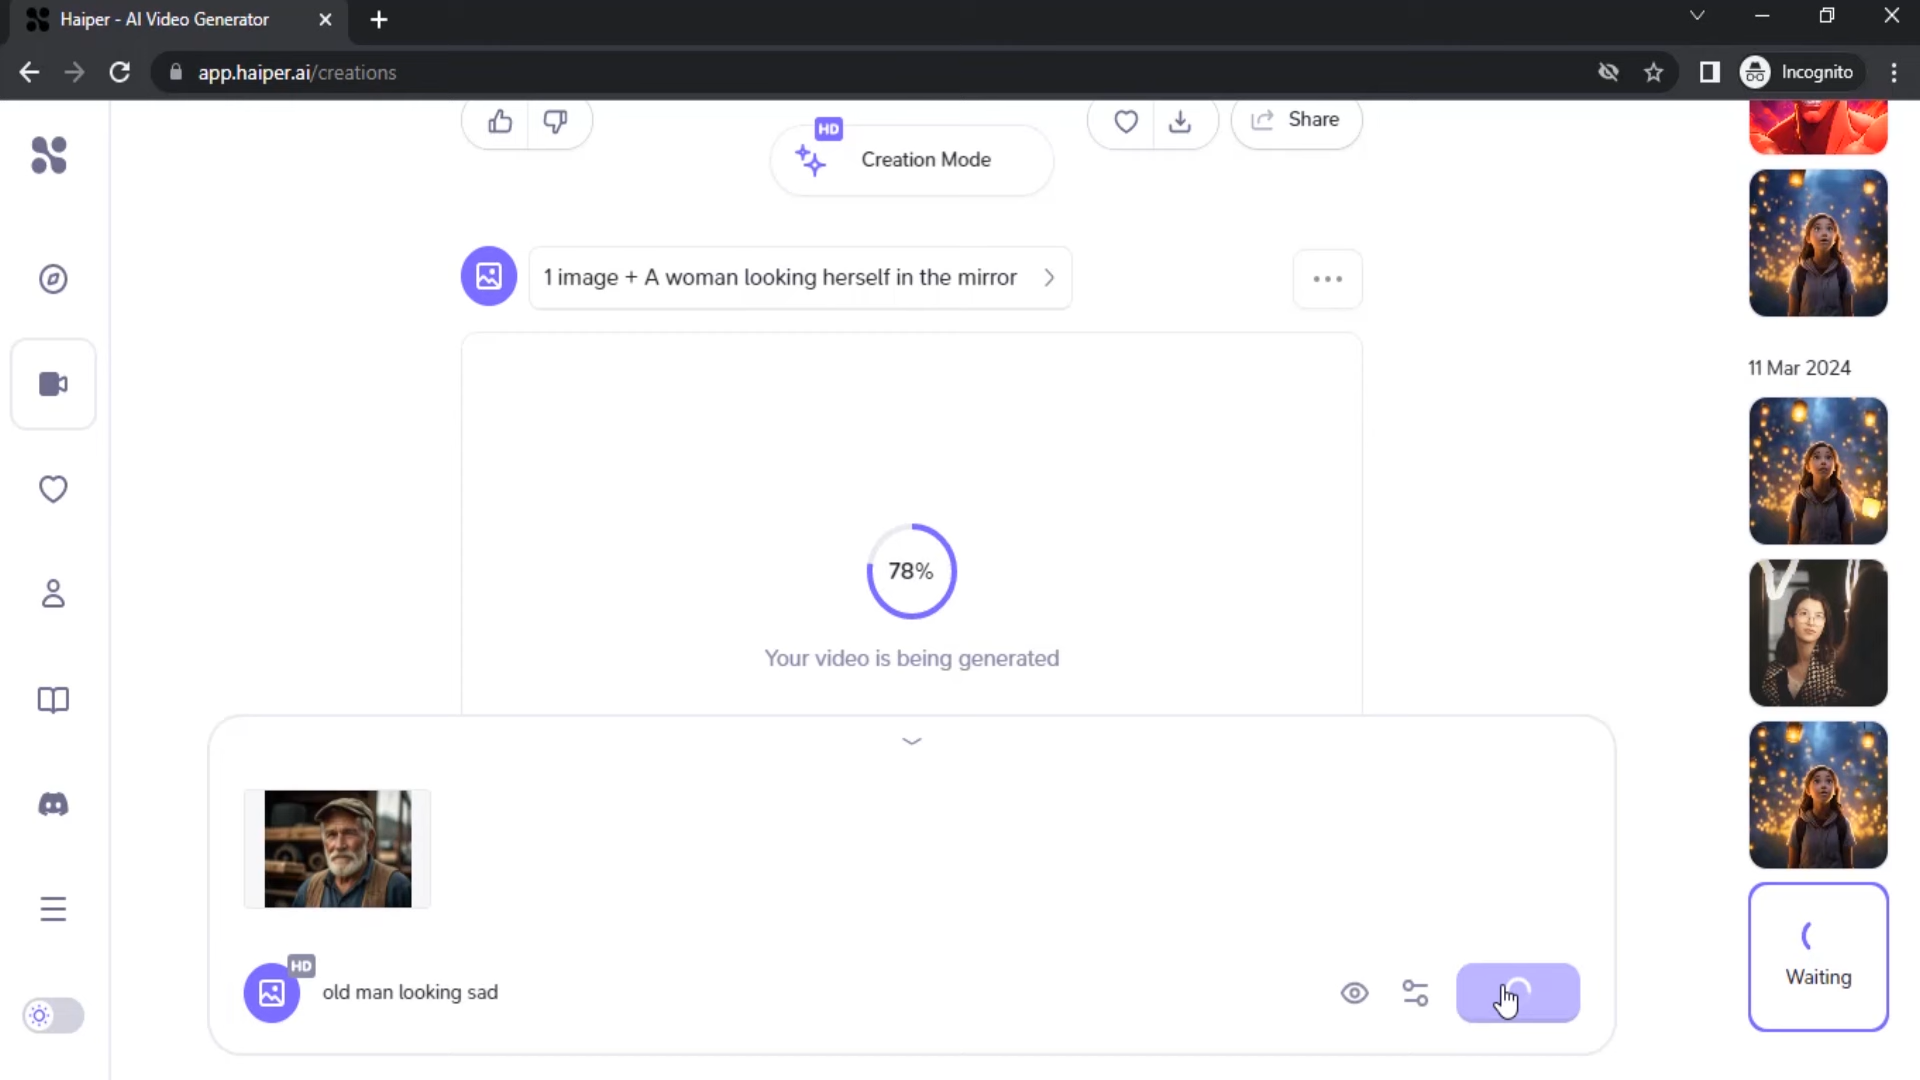 Haiper - AI Video Generator
app.haiper.ai/creations
Incognito
HD
Creation Mode
Share
1 image + A woman looking herself in the mirror
11 Mar 2024
78%
Your video is being generated
HD
old man looking sad
Waiting